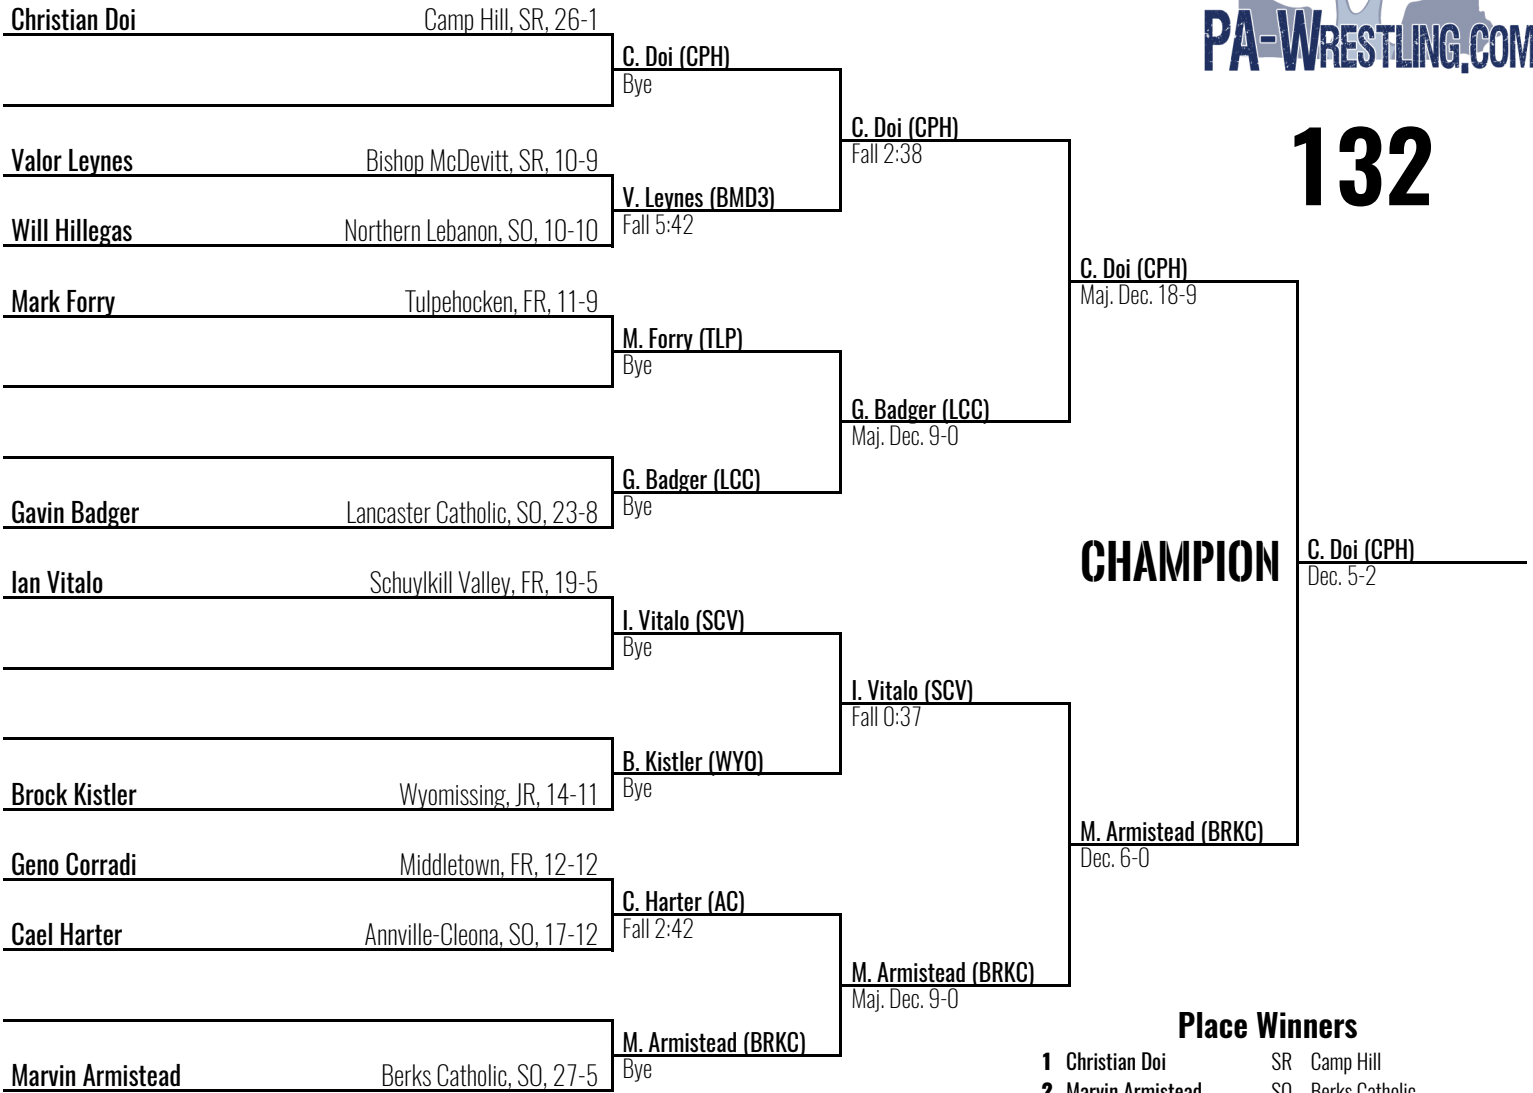 PA-WRESTLING.COM
132
Christian Doi Camp Hill, SR, 26-1
Valor Leynes Bishop McDevitt, SR, 10-9
Will Hillegas Northern Lebanon, SO, 10-10
Mark Forry Tulpehocken, FR, 11-9
Gavin Badger Lancaster Catholic, SO, 23-8
Ian Vitalo Schuylkill Valley, FR, 19-5
Brock Kistler Wyomissing, JR, 14-11
Geno Corradi Middletown, FR, 12-12
Cael Harter Annville-Cleona, SO, 17-12
Marvin Armistead Berks Catholic, SO, 27-5
C. Doi (CPH)
Bye
V. Leynes (BMD3)
Fall 5:42
M. Forry (TLP)
Bye
G. Badger (LCC)
Bye
I. Vitalo (SCV)
Bye
B. Kistler (WYO)
Bye
C. Harter (AC)
Fall 2:42
M. Armistead (BRKC)
Bye
C. Doi (CPH)
Fall 2:38
G. Badger (LCC)
Maj. Dec. 9-0
I. Vitalo (SCV)
Fall 0:37
M. Armistead (BRKC)
Maj. Dec. 9-0
C. Doi (CPH)
Maj. Dec. 18-9
M. Armistead (BRKC)
Dec. 6-0
CHAMPION
C. Doi (CPH)
Dec. 5-2
Place Winners
1 Christian Doi SR Camp Hill
2 Marvin Armistead SO Berks Catholic